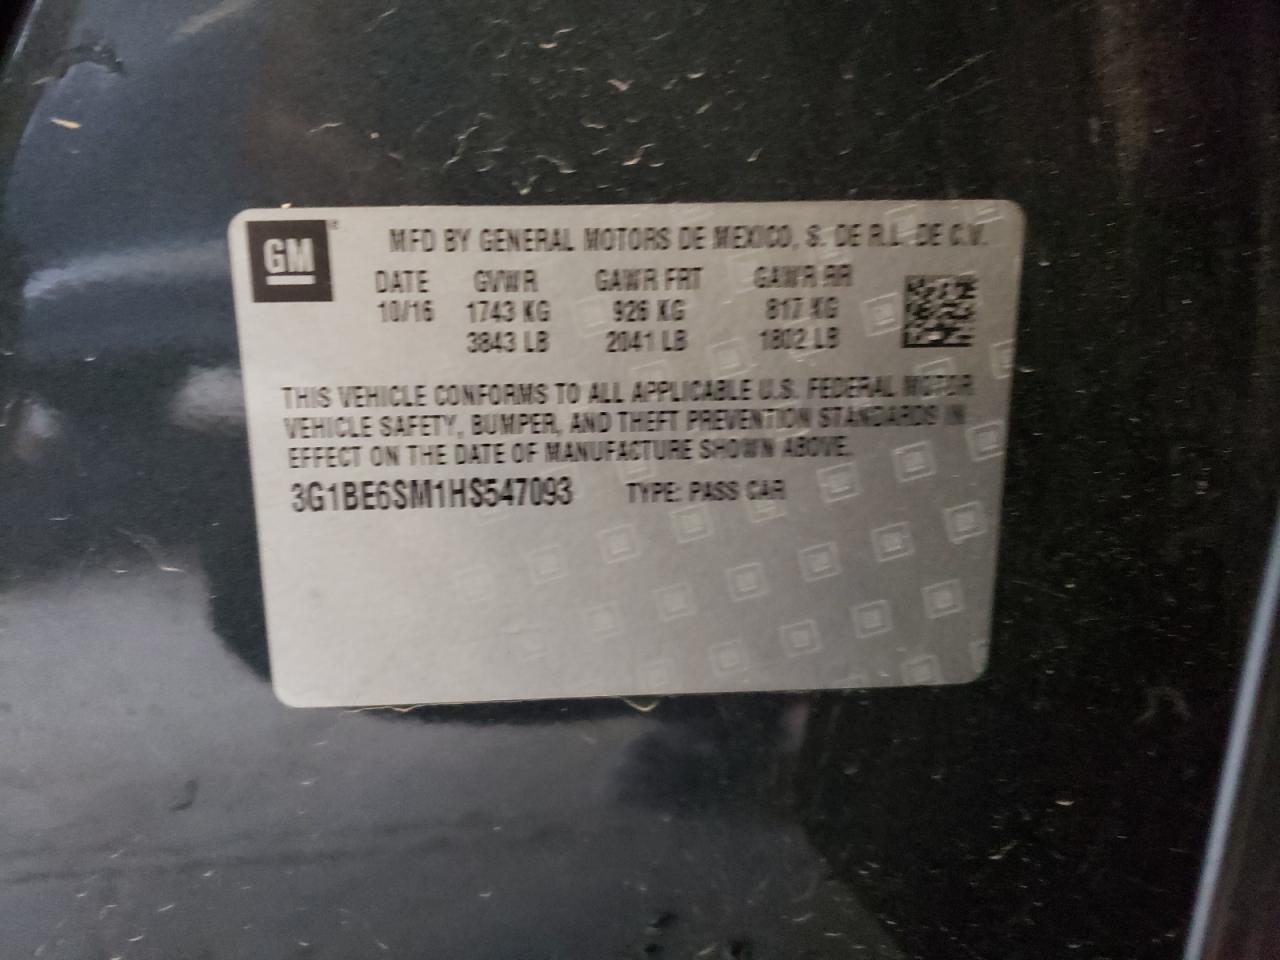 GM ®
MFD BY GENERAL MOTORS DE MEXICO, S. DE R.L. DE C.V.
DATE GVWR GAWR FRT GAWR RR
10/16 1743 KG 926 KG 817 KG
3843 LB 2041 LB 1802 LB
THIS VEHICLE CONFORMS TO ALL APPLICABLE U.S. FEDERAL MOTOR
VEHICLE SAFETY, BUMPER, AND THEFT PREVENTION STANDARDS IN
EFFECT ON THE DATE OF MANUFACTURE SHOWN ABOVE.
3G1BE6SM1HS547093 TYPE: PASS CAR